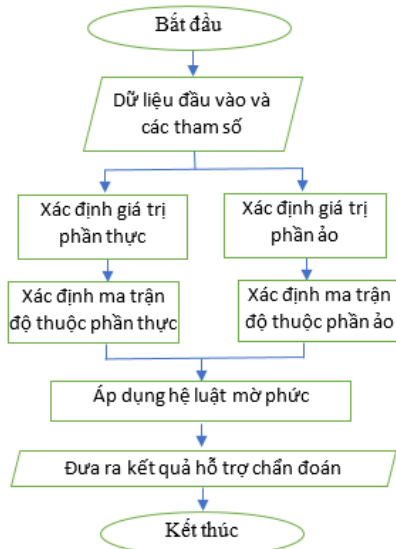 Bắt đầu
Dữ liệu đầu vào và
các tham số
Xác định giá trị
phần thực
Xác định giá trị
phần ảo
Xác định ma trận
độ thuộc phần thực
Xác định ma trận
độ thuộc phần ảo
Áp dụng hệ luật mờ phức
Đưa ra kết quả hỗ trợ chẩn đoán
Kết thúc